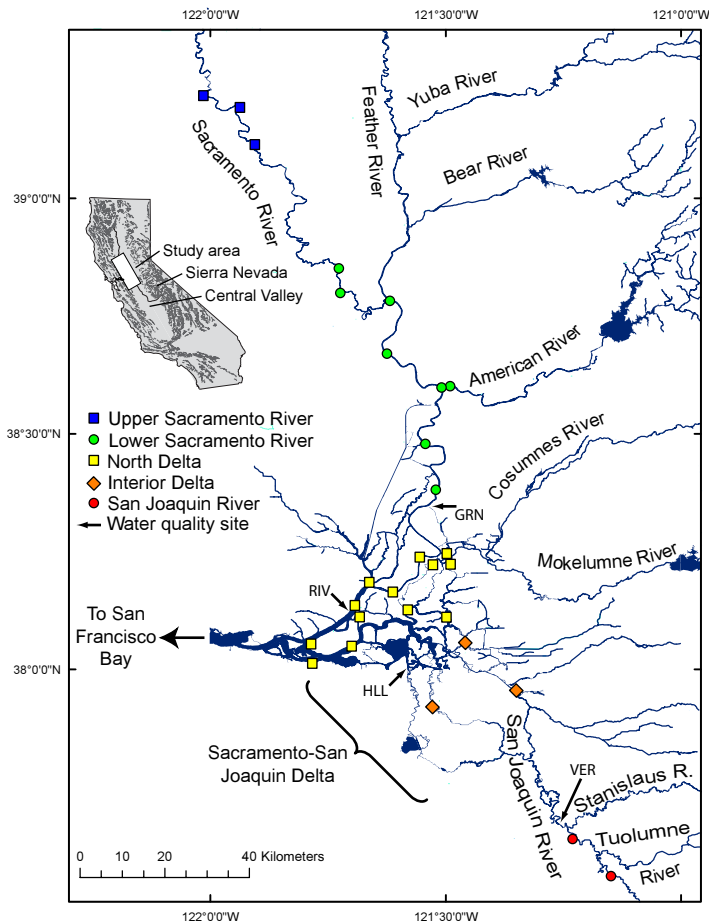 122°0'0"W
121°30'0"W
121°0'0"W
Yuba River
Feather River
Sacramento River
Bear River
39°0'0"N
Study area
Sierra Nevada
Central Valley
American River
Upper Sacramento River
Lower Sacramento River
North Delta
Interior Delta
San Joaquin River
Water quality site
38°30'0"N
Cosumnes River
GRN
Mokelumne River
RIV
To San
Francisco
Bay
38°0'0"N
HLL
Sacramento-San
Joaquin Delta
San Joaquin River
VER
Stanislaus R.
Tuolumne
River
0 10 20 40 Kilometers
122°0'0"W
121°30'0"W
121°0'0"W